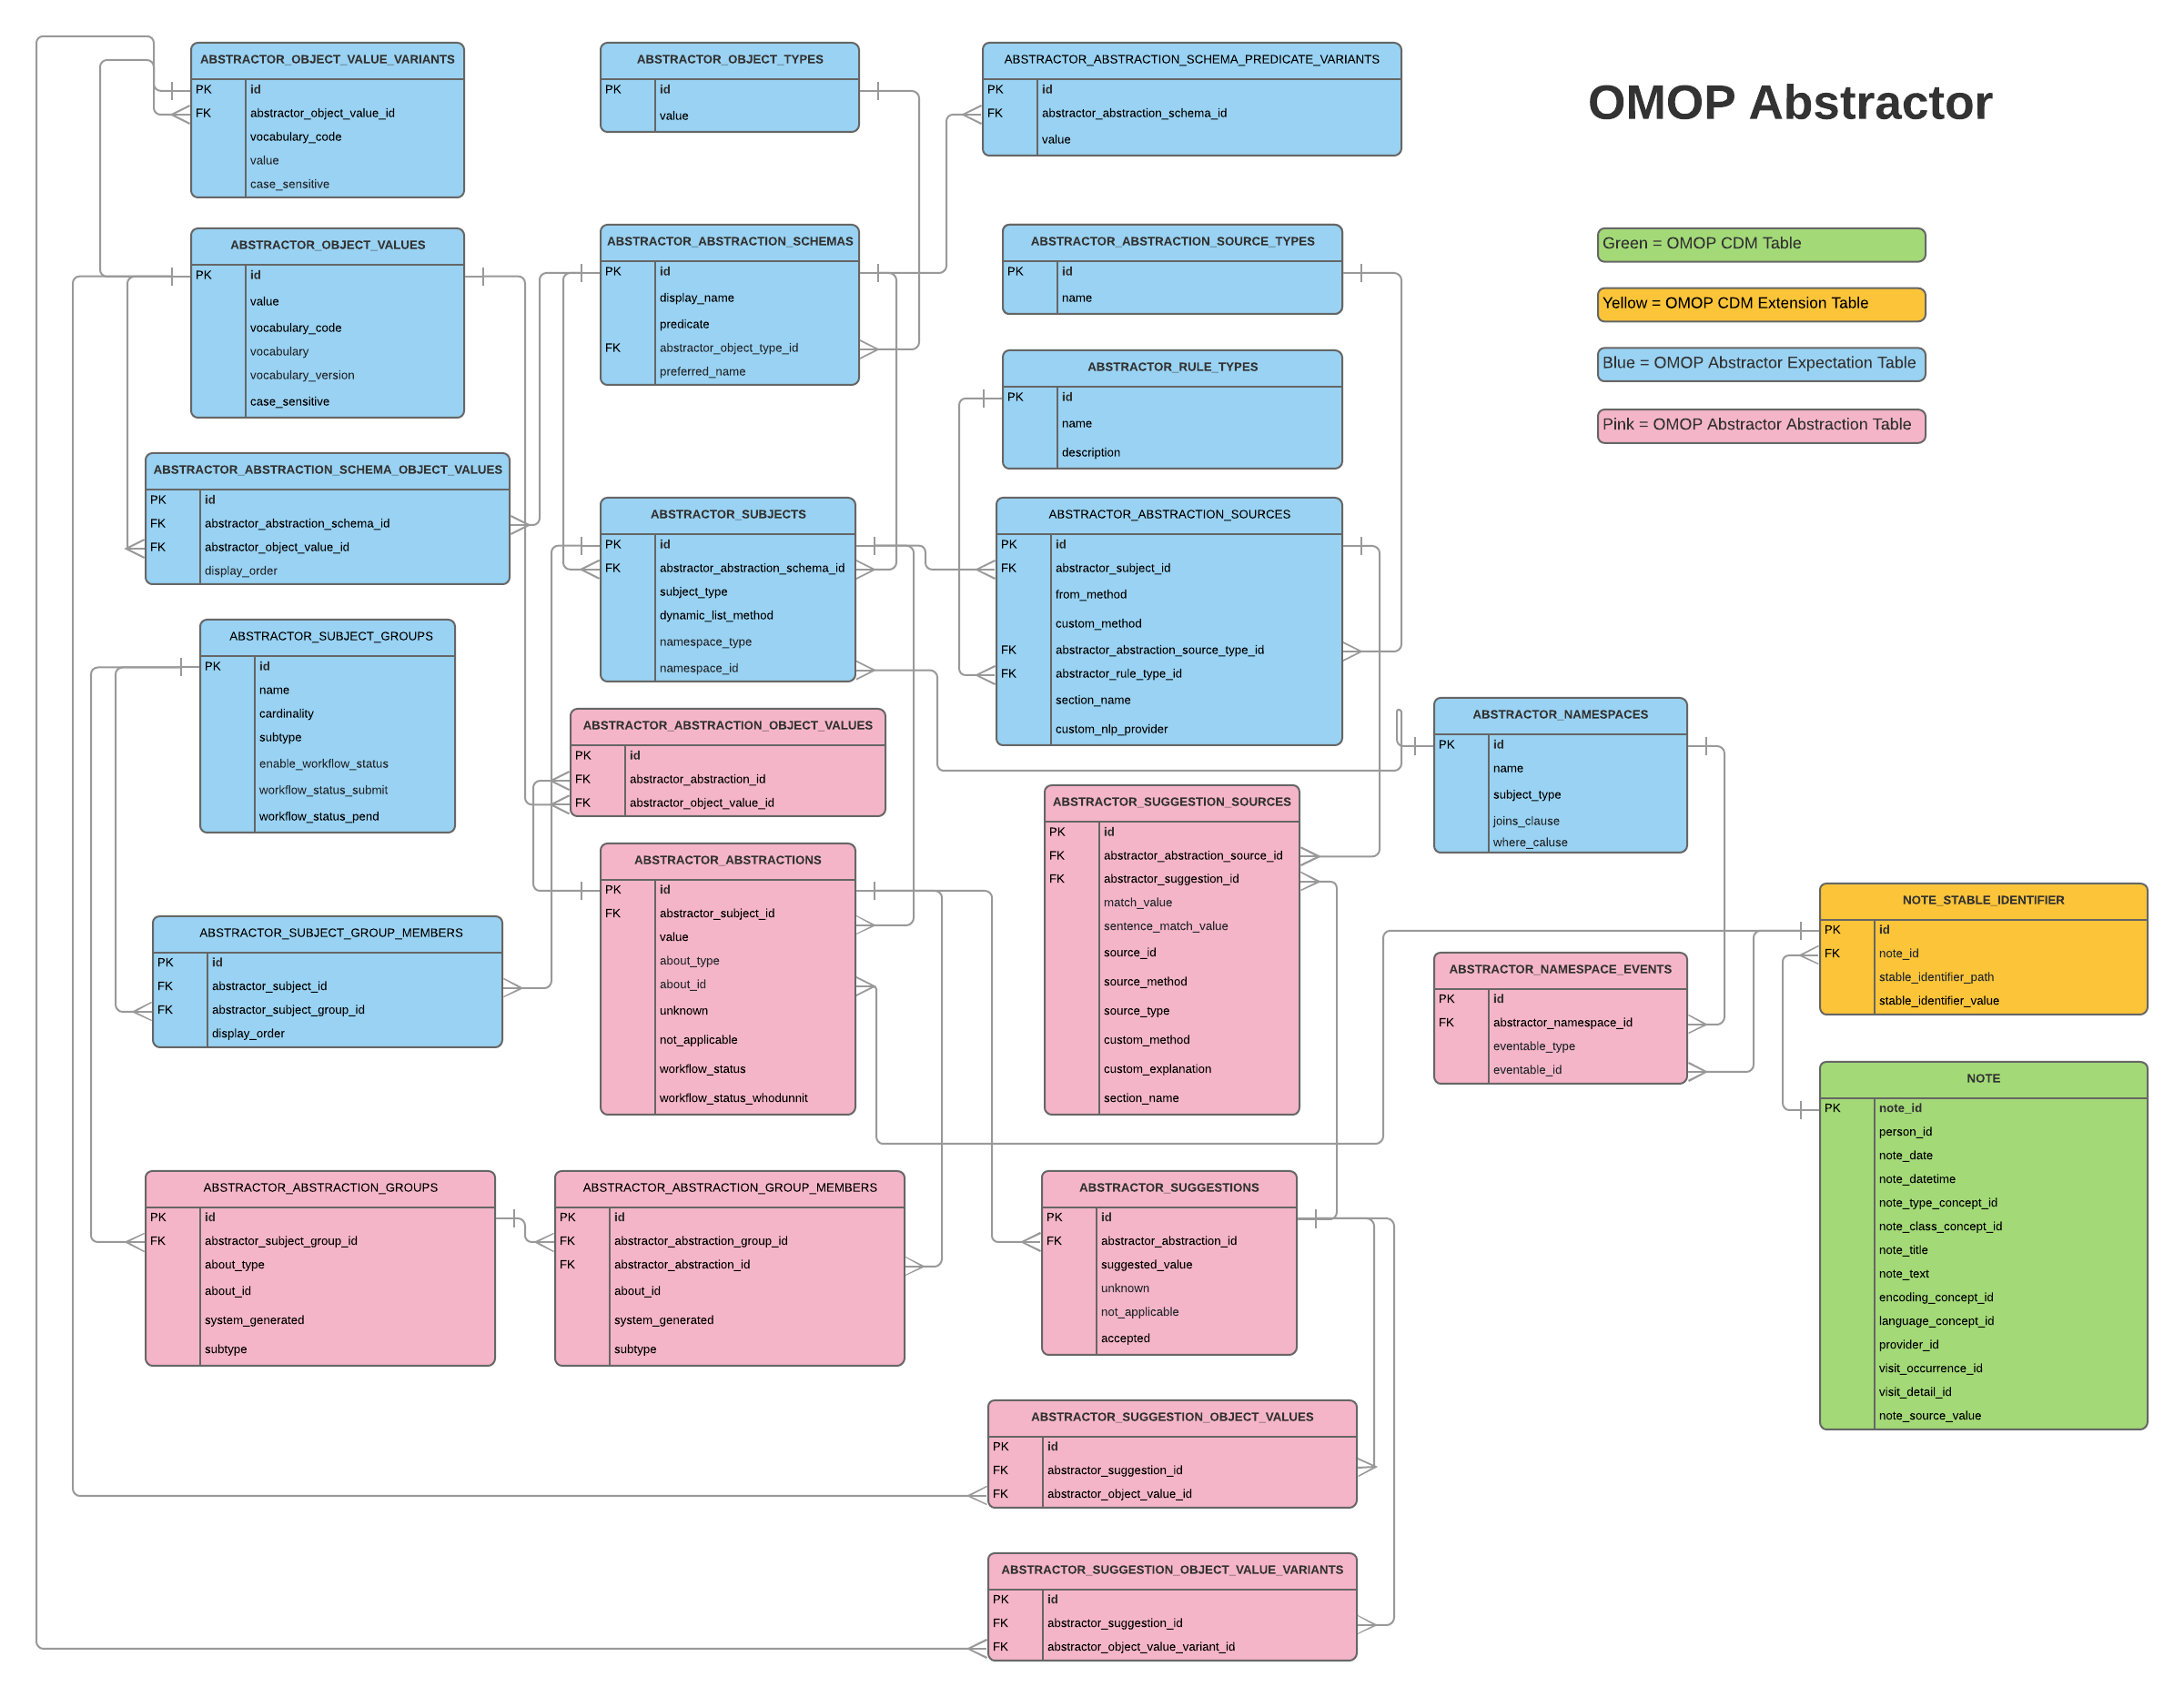 OMOP Abstractor
Green = OMOP CDM Table
Yellow = OMOP CDM Extension Table
Blue = OMOP Abstractor Expectation Table
Pink = OMOP Abstractor Abstraction Table
ABSTRACTOR_OBJECT_VALUE_VARIANTS
PK id
FK abstractor_object_value_id
vocabulary_code
value
case_sensitive
ABSTRACTOR_OBJECT_TYPES
PK id
value
ABSTRACTOR_ABSTRACTION_SCHEMA_PREDICATE_VARIANTS
PK id
FK abstractor_abstraction_schema_id
value
ABSTRACTOR_OBJECT_VALUES
PK id
value
vocabulary_code
vocabulary
vocabulary_version
case_sensitive
ABSTRACTOR_ABSTRACTION_SCHEMAS
PK id
display_name
predicate
FK abstractor_object_type_id
preferred_name
ABSTRACTOR_ABSTRACTION_SOURCE_TYPES
PK id
name
ABSTRACTOR_RULE_TYPES
PK id
name
description
ABSTRACTOR_ABSTRACTION_SCHEMA_OBJECT_VALUES
PK id
FK abstractor_abstraction_schema_id
FK abstractor_object_value_id
display_order
ABSTRACTOR_SUBJECTS
PK id
FK abstractor_abstraction_schema_id
subject_type
dynamic_list_method
namespace_type
namespace_id
ABSTRACTOR_ABSTRACTION_SOURCES
PK id
FK abstractor_subject_id
from_method
custom_method
FK abstractor_abstraction_source_type_id
FK abstractor_rule_type_id
section_name
custom_nlp_provider
ABSTRACTOR_SUBJECT_GROUPS
PK id
name
cardinality
subtype
enable_workflow_status
workflow_status_submit
workflow_status_pend
ABSTRACTOR_ABSTRACTION_OBJECT_VALUES
PK id
FK abstractor_abstraction_id
FK abstractor_object_value_id
ABSTRACTOR_NAMESPACES
PK id
name
subject_type
joins_clause
where_caluse
ABSTRACTOR_SUGGESTION_SOURCES
PK id
FK abstractor_abstraction_source_id
FK abstractor_suggestion_id
match_value
sentence_match_value
source_id
source_method
source_type
custom_method
custom_explanation
section_name
ABSTRACTOR_ABSTRACTIONS
PK id
FK abstractor_subject_id
value
about_type
about_id
unknown
not_applicable
workflow_status
workflow_status_whodunnit
ABSTRACTOR_SUBJECT_GROUP_MEMBERS
PK id
FK abstractor_subject_id
FK abstractor_subject_group_id
display_order
NOTE_STABLE_IDENTIFIER
PK id
FK note_id
stable_identifier_path
stable_identifier_value
ABSTRACTOR_NAMESPACE_EVENTS
PK id
FK abstractor_namespace_id
eventable_type
eventable_id
NOTE
PK note_id
person_id
note_date
note_datetime
note_type_concept_id
note_class_concept_id
note_title
note_text
encoding_concept_id
language_concept_id
provider_id
visit_occurrence_id
visit_detail_id
note_source_value
ABSTRACTOR_ABSTRACTION_GROUPS
PK id
FK abstractor_subject_group_id
about_type
about_id
system_generated
subtype
ABSTRACTOR_ABSTRACTION_GROUP_MEMBERS
PK id
FK abstractor_abstraction_group_id
FK abstractor_abstraction_id
about_id
system_generated
subtype
ABSTRACTOR_SUGGESTIONS
PK id
FK abstractor_abstraction_id
suggested_value
unknown
not_applicable
accepted
ABSTRACTOR_SUGGESTION_OBJECT_VALUES
PK id
FK abstractor_suggestion_id
FK abstractor_object_value_id
ABSTRACTOR_SUGGESTION_OBJECT_VALUE_VARIANTS
PK id
FK abstractor_suggestion_id
FK abstractor_object_value_variant_id